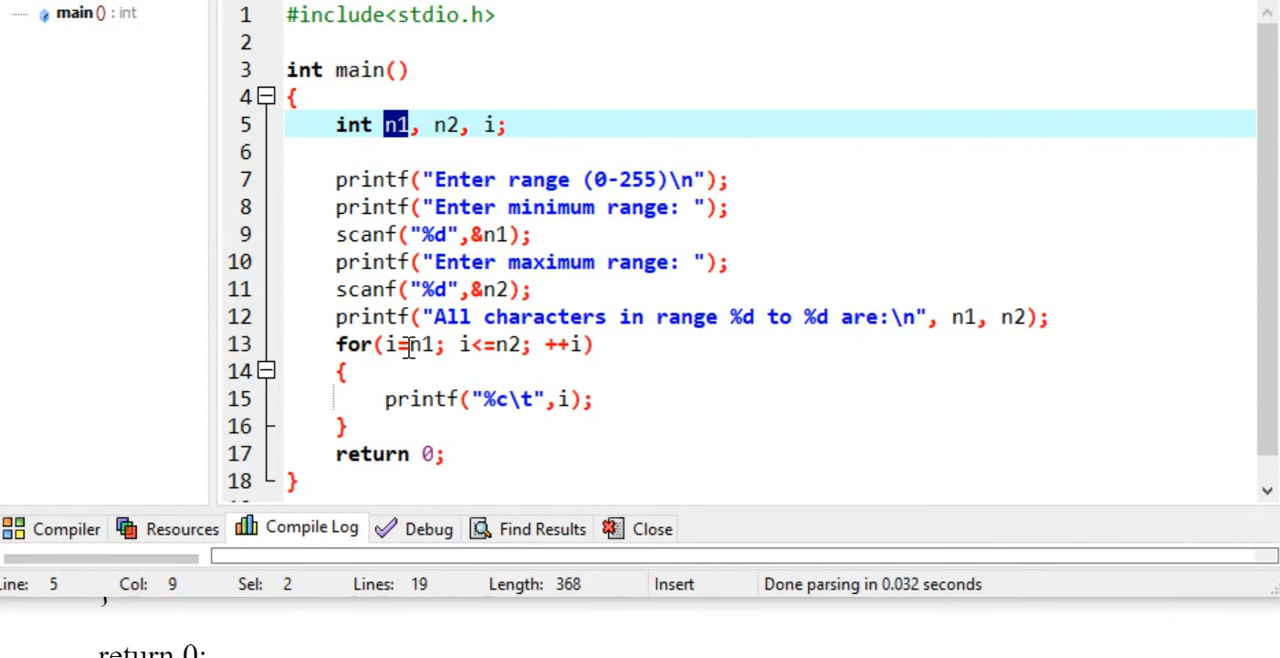 main() : int
1 #include<stdio.h>
2
3 int main()
4 {
5 int n1, n2, i;
6
7 printf("Enter range (0-255)\n");
8 printf("Enter minimum range: ");
9 scanf("%d",&n1);
10 printf("Enter maximum range: ");
11 scanf("%d",&n2);
12 printf("All characters in range %d to %d are:\n", n1, n2);
13 for(i=n1; i<=n2; ++i)
14 {
15 printf("%c\t",i);
16 }
17 return 0;
18 }
Compiler Resources Compile Log Debug Find Results Close
Line: 5 Col: 9 Sel: 2 Lines: 19 Length: 368 Insert Done parsing in 0.032 seconds
return 0;